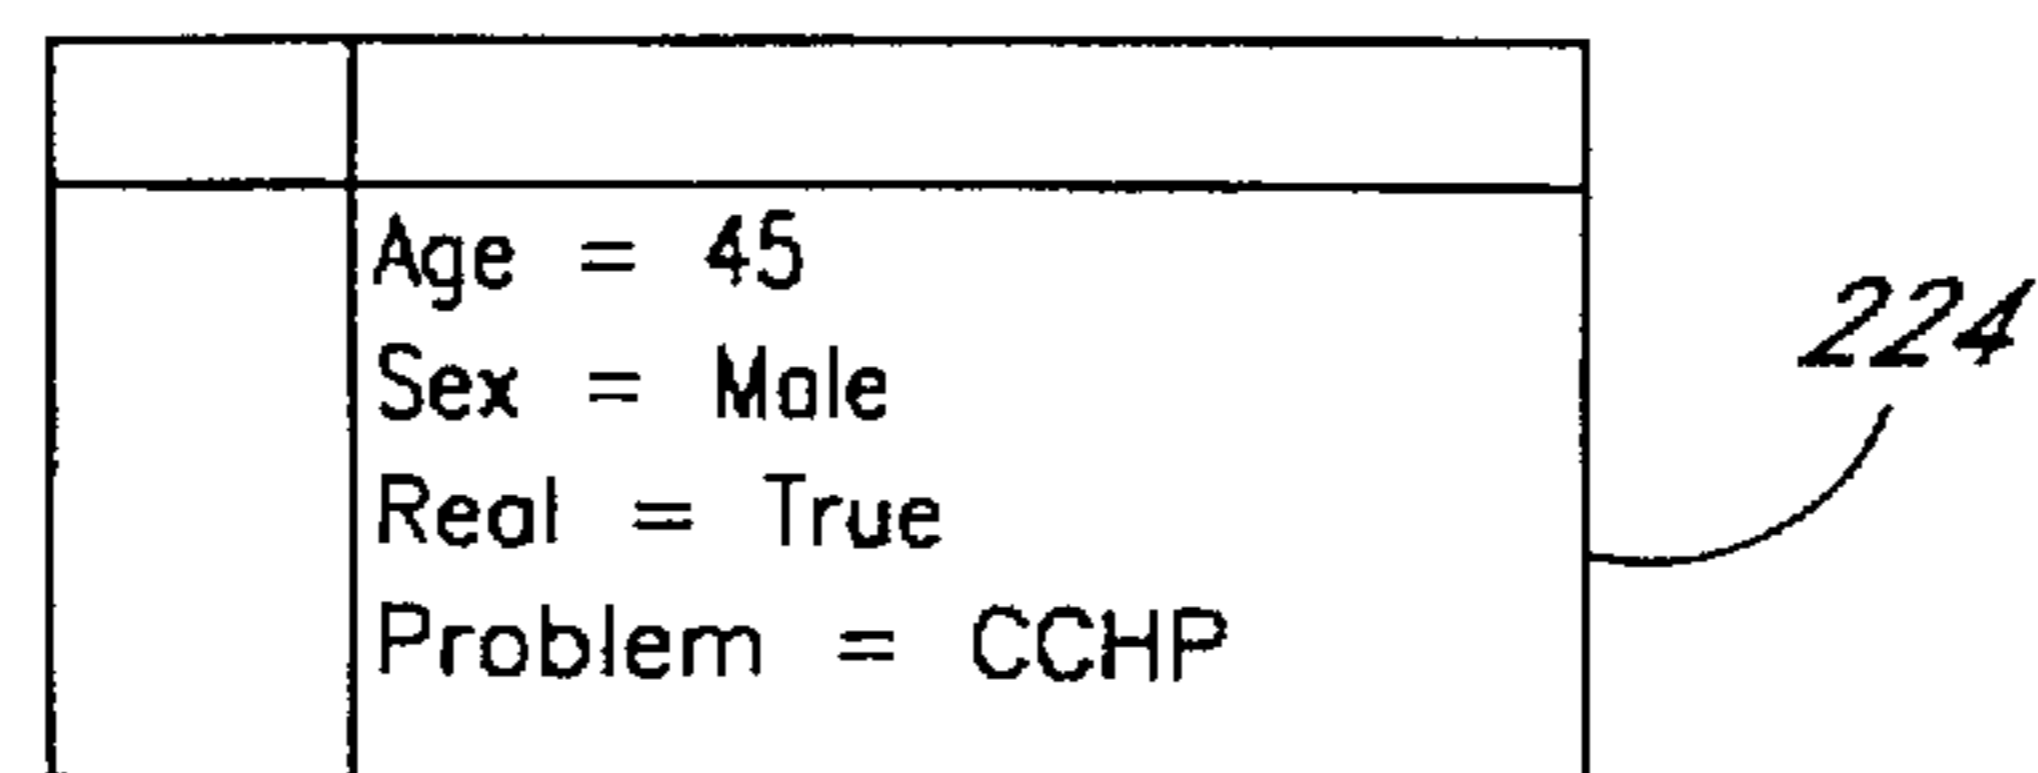 Age = 45
Sex = Male
Real = True
Problem = CCHP
224